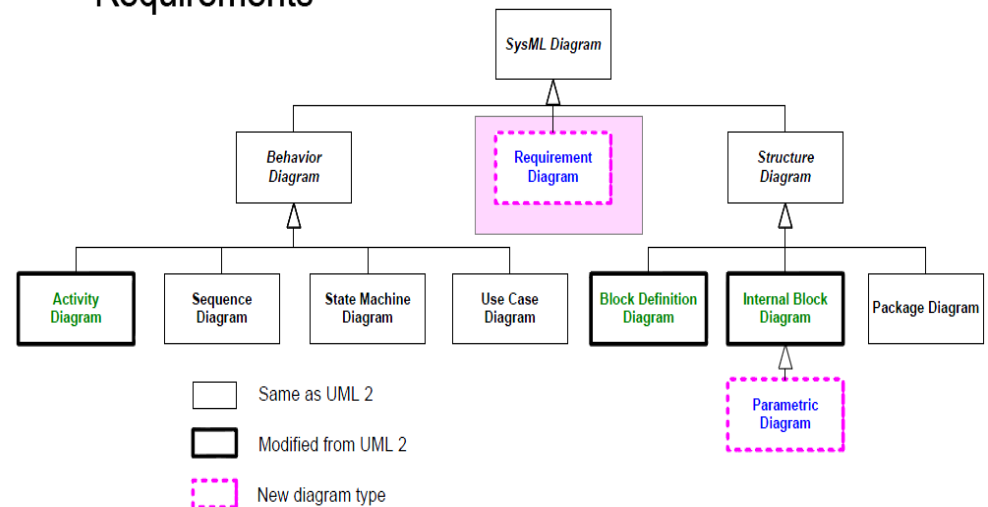 Requirements
SysML Diagram
Behavior
Diagram
Requirement
Diagram
Structure
Diagram
Activity
Diagram
Sequence
Diagram
State Machine
Diagram
Use Case
Diagram
Block Definition
Diagram
Internal Block
Diagram
Package Diagram
Parametric
Diagram
Same as UML 2
Modified from UML 2
New diagram type